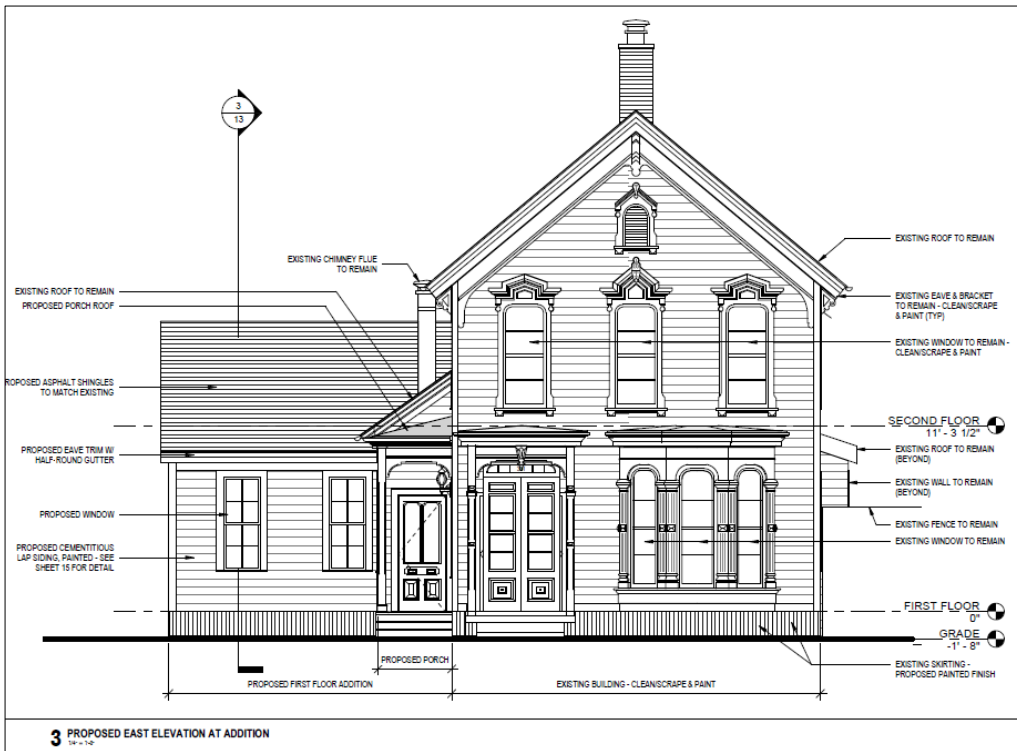 3
13
EXISTING CHIMNEY FLUE
TO REMAIN
EXISTING ROOF TO REMAIN
PROPOSED PORCH ROOF
ROPOSED ASPHALT SHINGLES
TO MATCH EXISTING
PROPOSED EAVE TRIM W/
HALF-ROUND GUTTER
PROPOSED WINDOW
PROPOSED CEMENTITIOUS
LAP SIDING, PAINTED - SEE
SHEET 15 FOR DETAIL
EXISTING ROOF TO REMAIN
EXISTING EAVE & BRACKET
TO REMAIN - CLEAN/SCRAPE
& PAINT (TYP)
EXISTING WINDOW TO REMAIN -
CLEAN/SCRAPE & PAINT
SECOND FLOOR
11' - 3 1/2"
EXISTING ROOF TO REMAIN
(BEYOND)
EXISTING WALL TO REMAIN
(BEYOND)
EXISTING FENCE TO REMAIN
EXISTING WINDOW TO REMAIN
FIRST FLOOR
0"
GRADE
-1' - 8"
EXISTING SKIRTING -
PROPOSED PAINTED FINISH
PROPOSED PORCH
PROPOSED FIRST FLOOR ADDITION
EXISTING BUILDING - CLEAN/SCRAPE & PAINT
3 PROPOSED EAST ELEVATION AT ADDITION
1/4" = 1'-0"